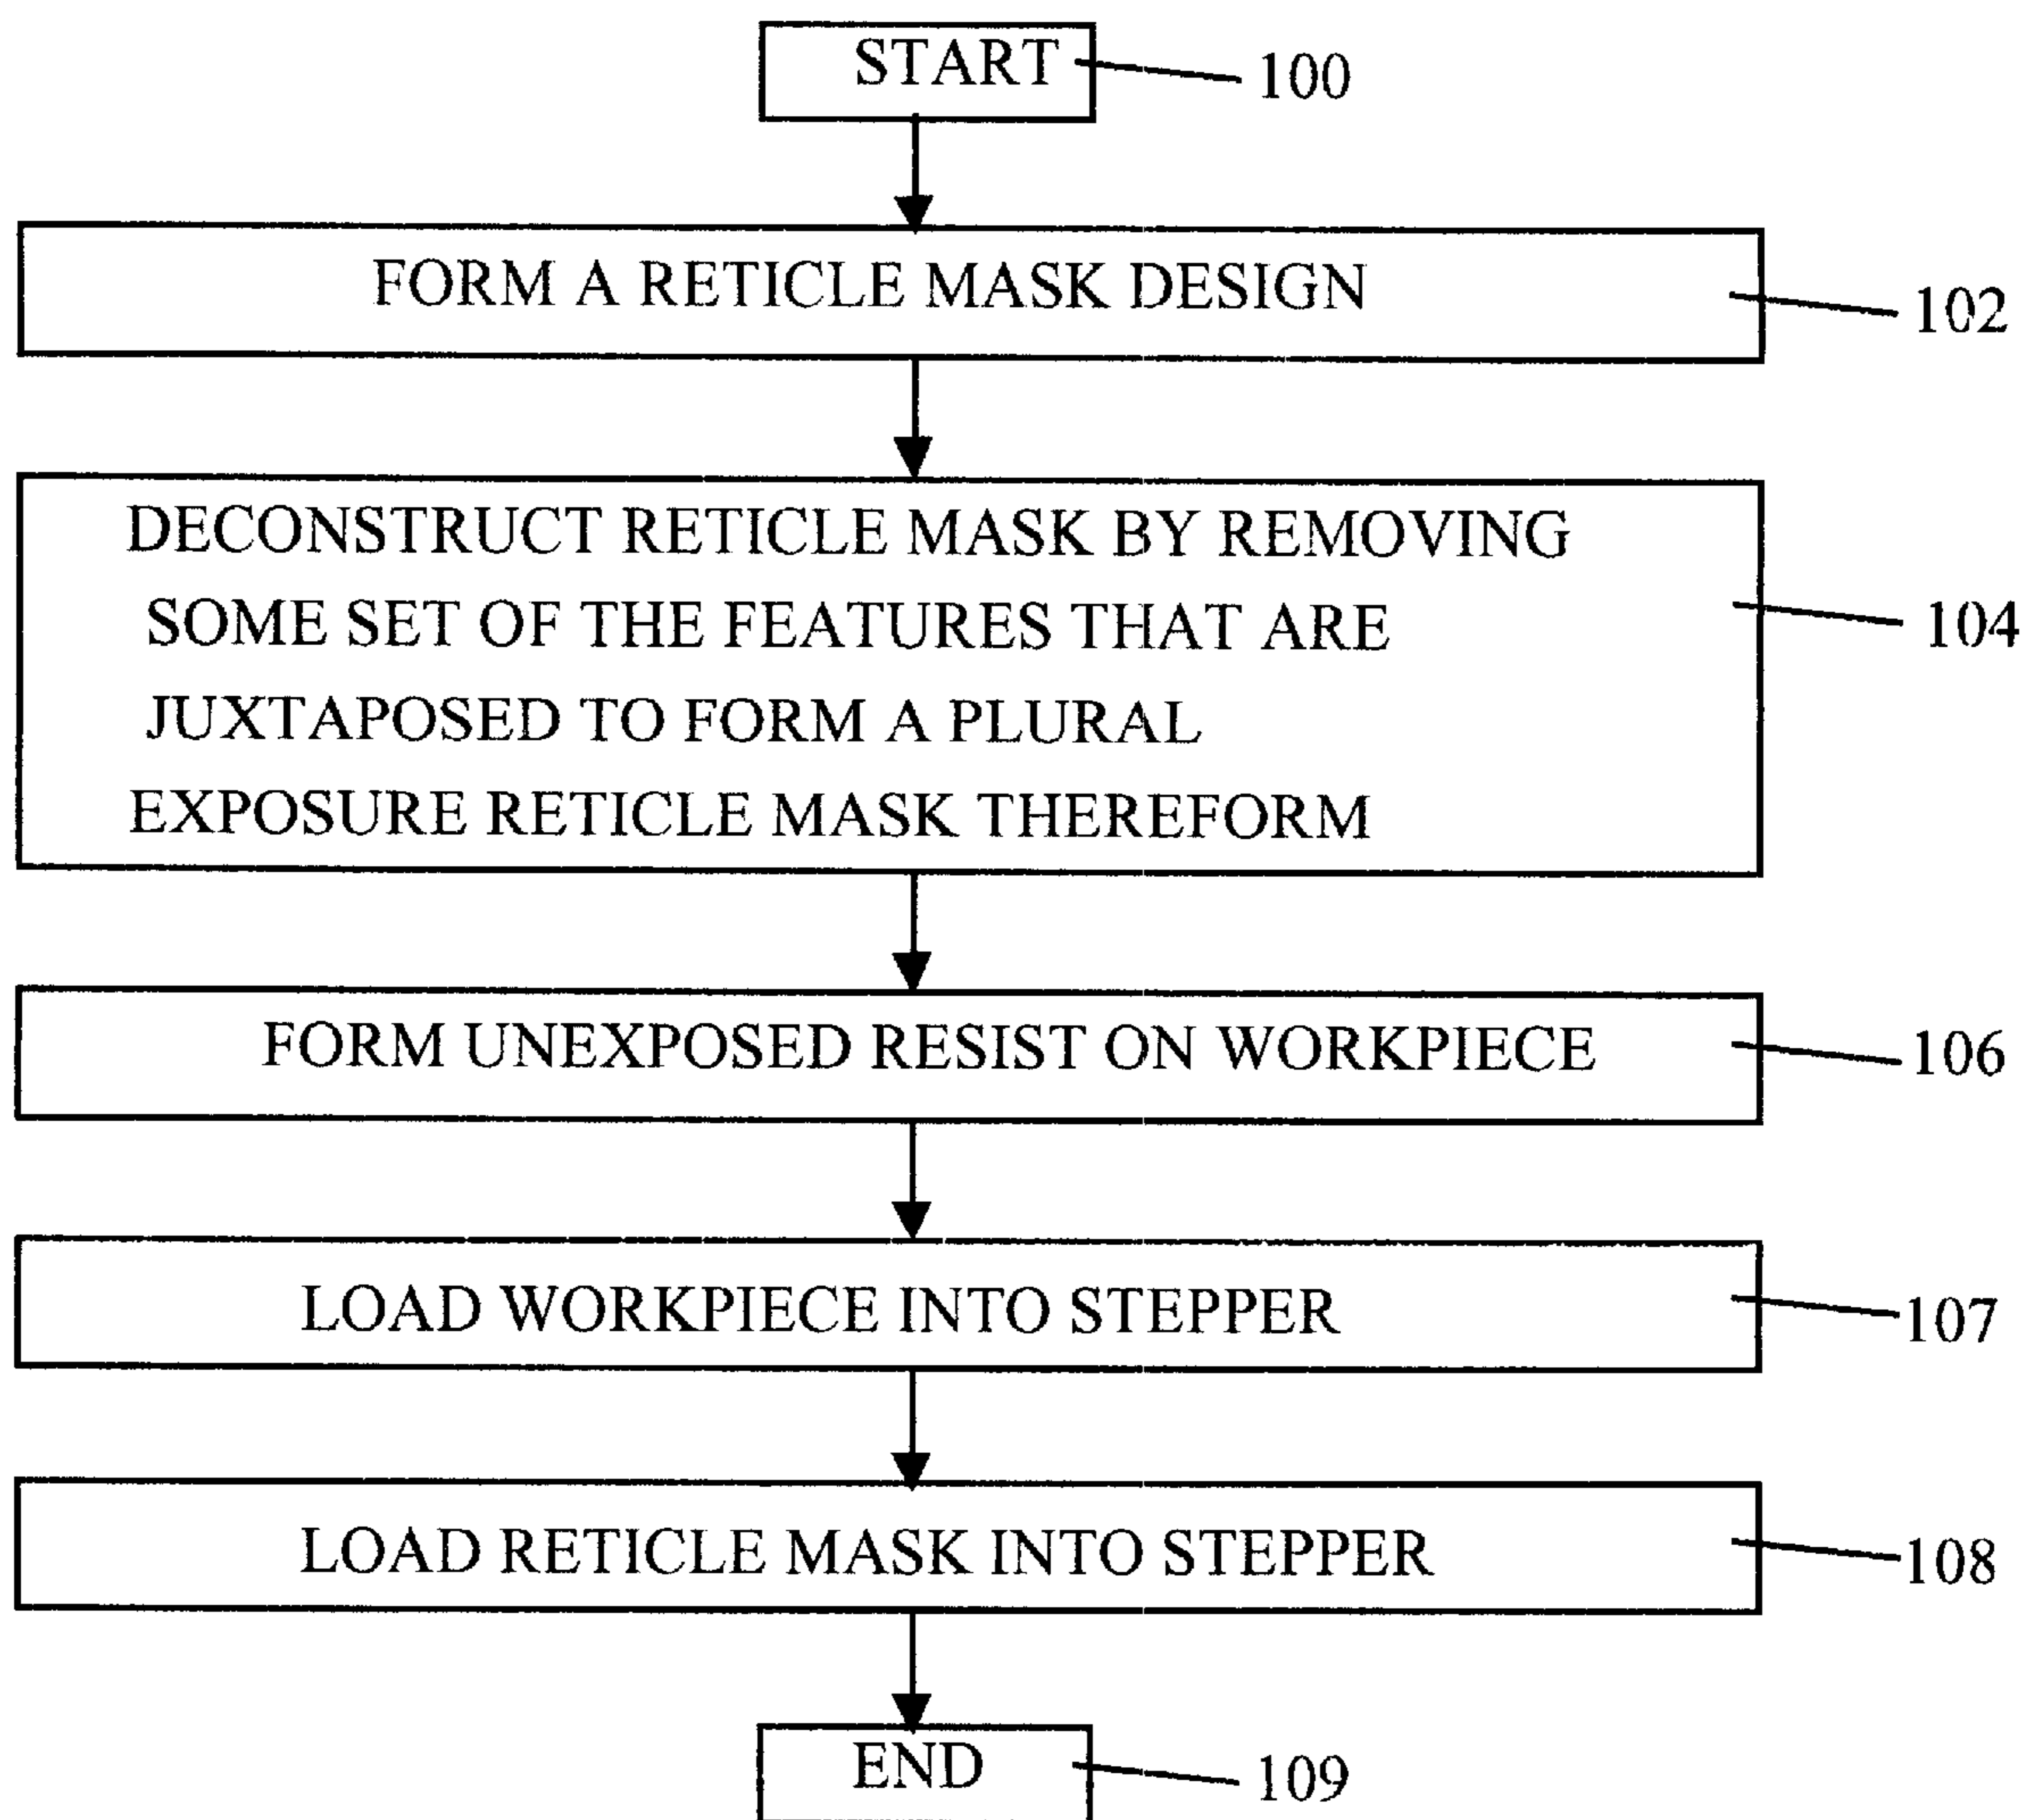 START
100
FORM A RETICLE MASK DESIGN
102
DECONSTRUCT RETICLE MASK BY REMOVING
SOME SET OF THE FEATURES THAT ARE
JUXTAPOSED TO FORM A PLURAL
EXPOSURE RETICLE MASK THEREFORM
104
FORM UNEXPOSED RESIST ON WORKPIECE
106
LOAD WORKPIECE INTO STEPPER
107
LOAD RETICLE MASK INTO STEPPER
108
END
109